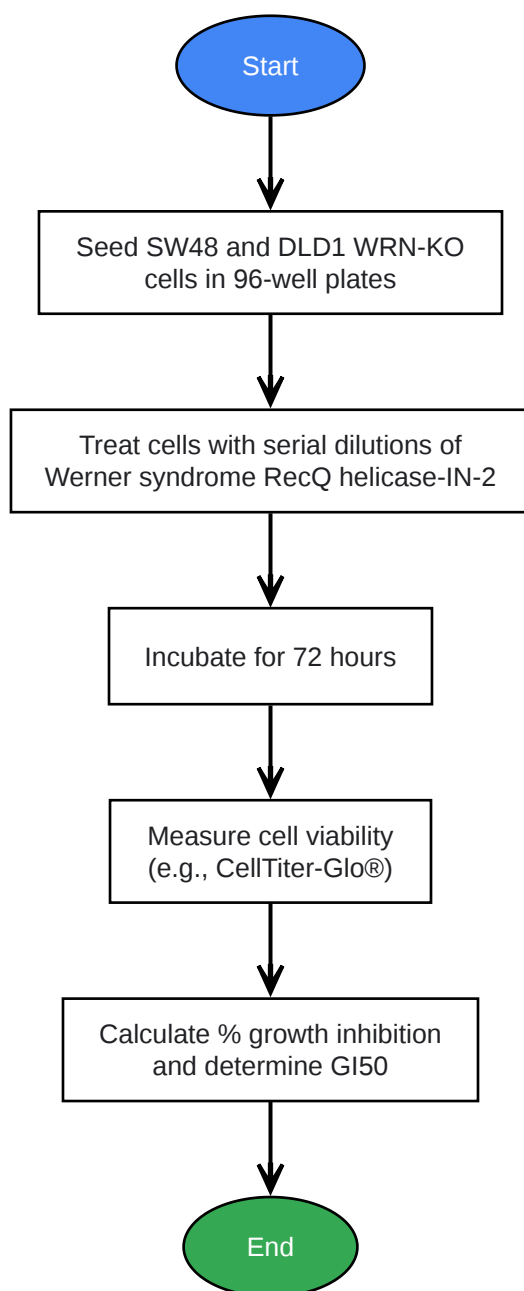 Start
Seed SW48 and DLD1 WRN-KO
cells in 96-well plates
Treat cells with serial dilutions of
Werner syndrome RecQ helicase-IN-2
Incubate for 72 hours
Measure cell viability
(e.g., CellTiter-Glo®)
Calculate % growth inhibition
and determine GI50
End